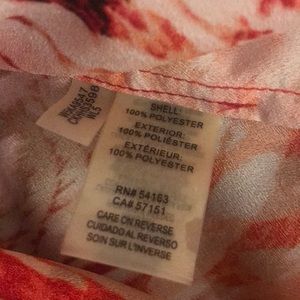 SHELL:
100% POLYESTER
EXTERIOR:
100% POLIÉSTER
EXTÉRIEUR:
100% POLYESTER
RN# 54163
CA# 57151
CARE ON REVERSE
CUIDADO AL REVERSO
SOIN SUR L'INVERSE